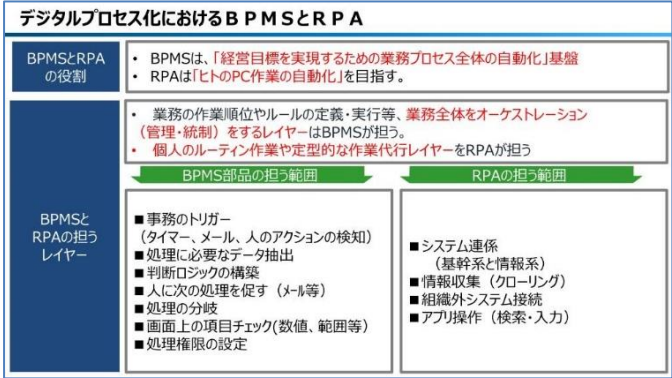 デジタルプロセス化におけるＢＰＭＳとＲＰＡ
BPMSとRPA
の役割
• BPMSは、「経営目標を実現するための業務プロセス全体の自動化」基盤
• RPAは「ヒトのPC作業の自動化」を目指す。
BPMSと
RPAの担う
レイヤー
• 業務の作業順位やルールの定義・実行等、業務全体をオーケストレーション
（管理・統制）をするレイヤーはBPMSが担う。
• 個人のルーティン作業や定型的な作業代行レイヤーをRPAが担う
BPMS部品の担う範囲
■事務のトリガー
（タイマー、メール、人のアクションの検知）
■処理に必要なデータ抽出
■判断ロジックの構築
■人に次の処理を促す（メール等）
■処理の分岐
■画面上の項目チェック(数値、範囲等）
■処理権限の設定
RPAの担う範囲
■システム連係
（基幹系と情報系）
■情報収集（クローリング）
■組織外システム接続
■アプリ操作（検索・入力）